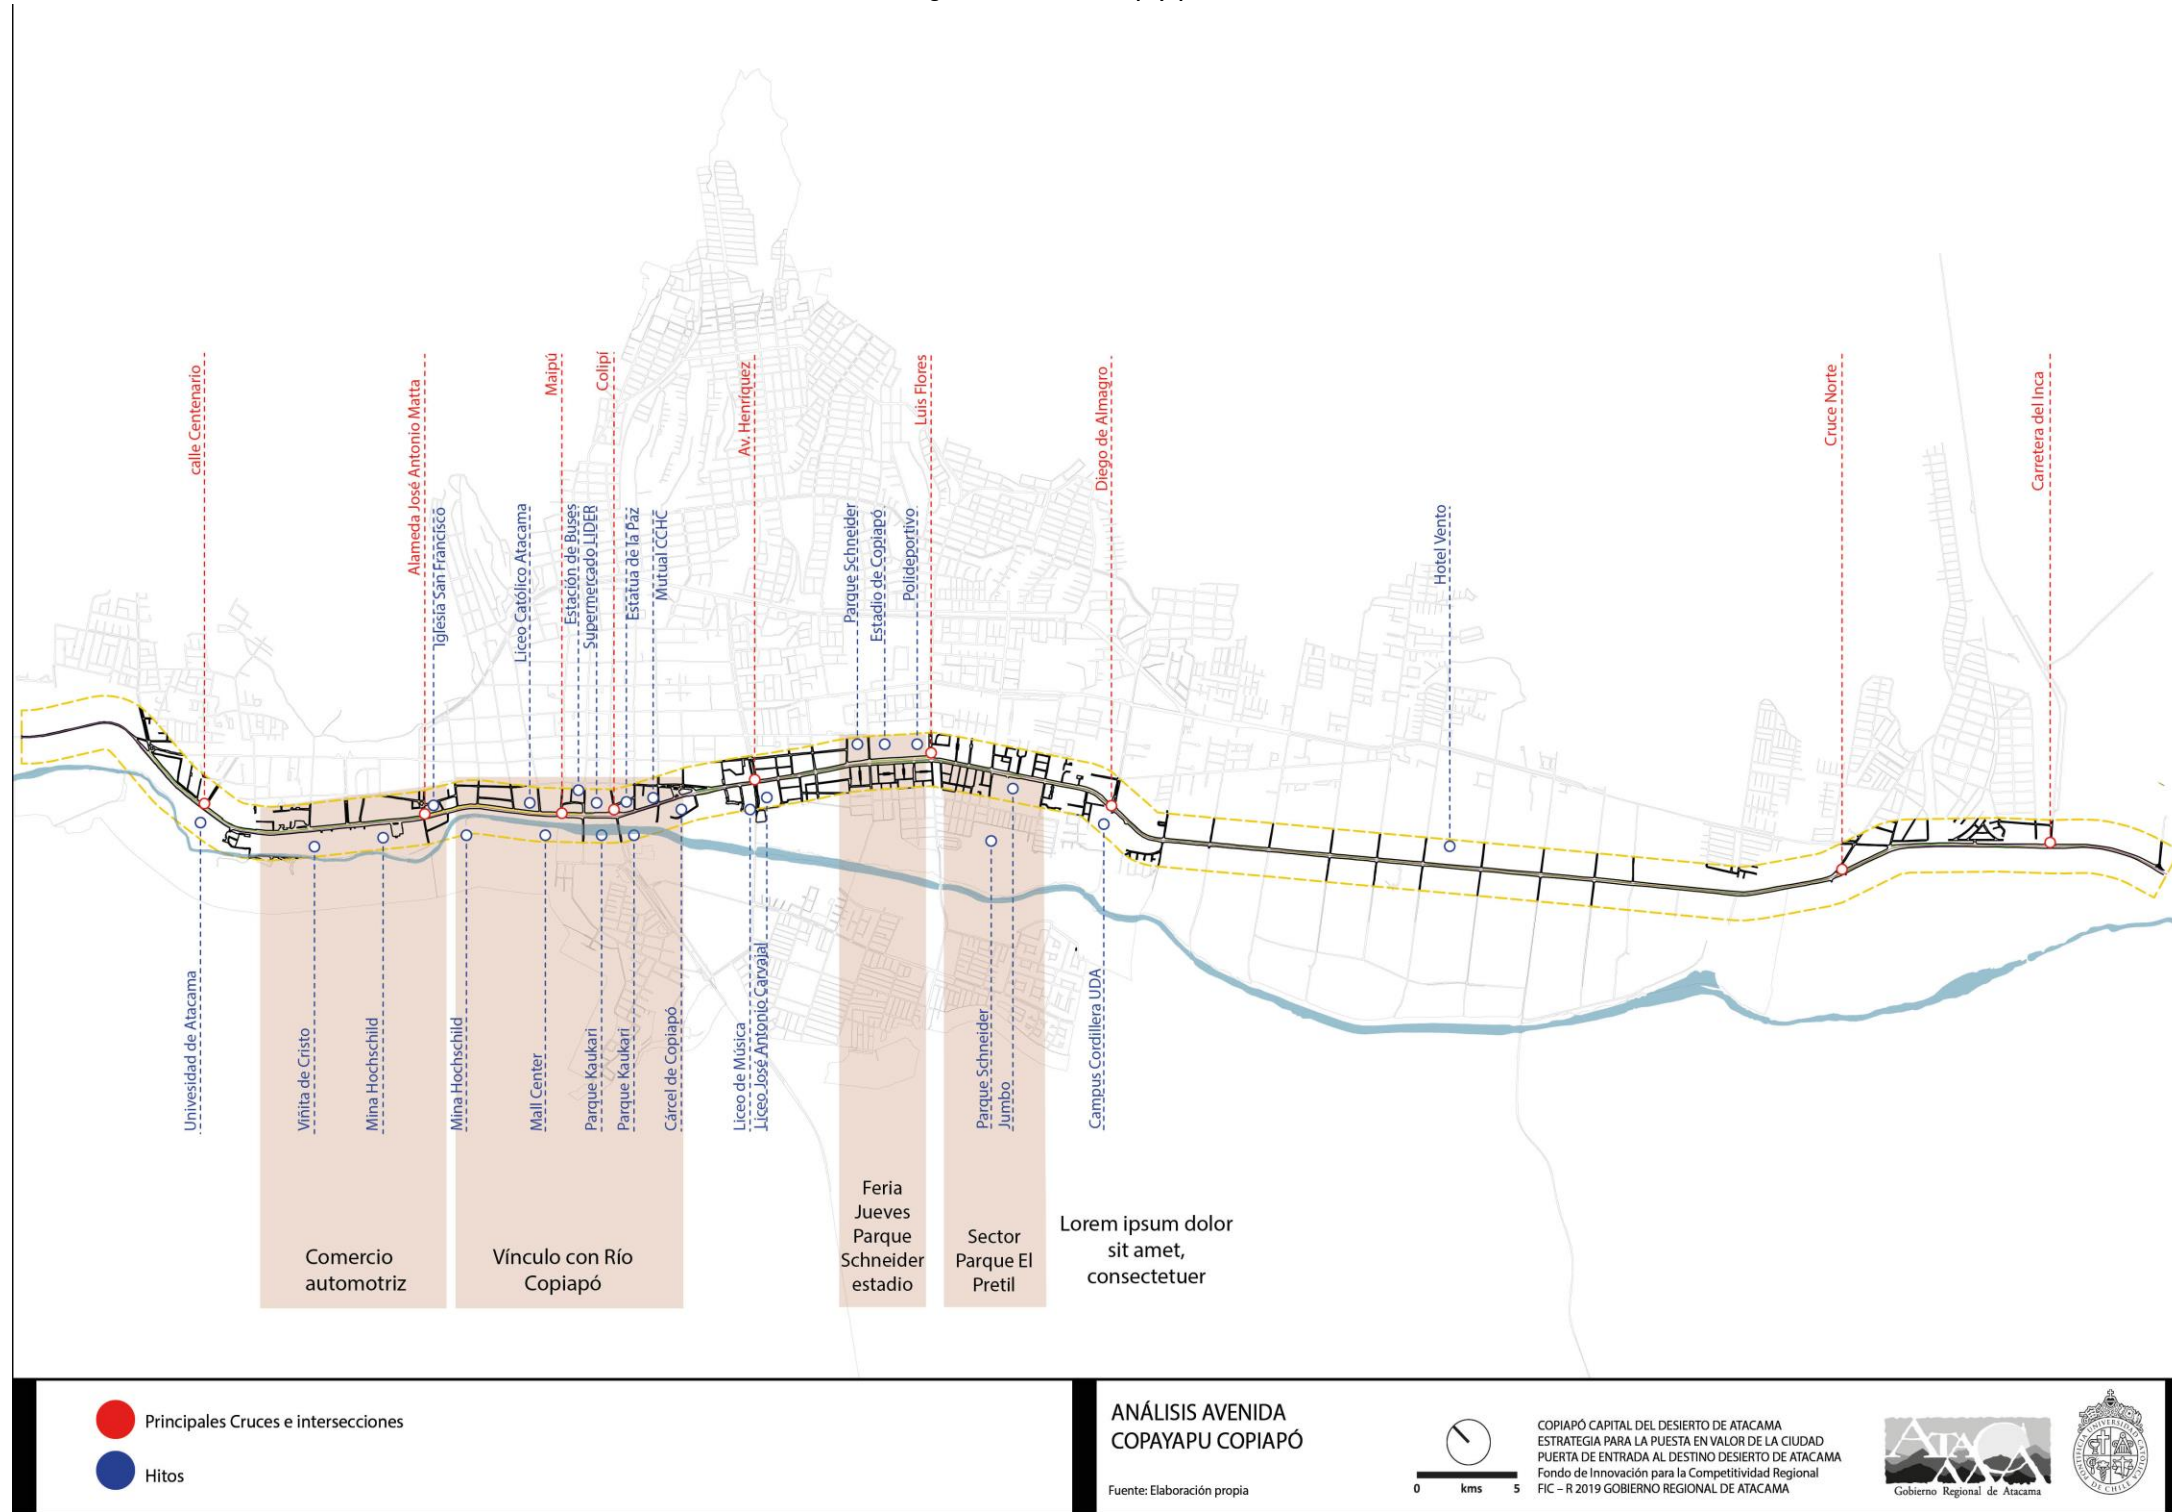 calle Centenario
Alameda José Antonio Matta
Iglesia San Francisco
Liceo Católico Atacama
Maipú
Estación de Buses
Supermercado LIDER
Colipí
Estatua de la Paz
Mutual CCHC
Av. Henríquez
Parque Schneider
Estadio de Copiapó
Polideportivo
Luis Flores
Diego de Almagro
Hotel Vento
Cruce Norte
Carretera del Inca
Univesidad de Atacama
Viñita de Cristo
Mina Hochschild
Mina Hochschild
Mall Center
Parque Kaukari
Parque Kaukari
Cárcel de Copiapó
Liceo de Música
Liceo José Antonio Carvajal
Parque Schneider
Jumbo
Campus Cordillera UDA
Comercio
automotriz
Vínculo con Río
Copiapó
Feria
Jueves
Parque
Schneider
estadio
Sector
Parque El
Pretil
Lorem ipsum dolor
sit amet,
consectetuer
Principales Cruces e intersecciones
Hitos
ANÁLISIS AVENIDA
COPAYAPU COPIAPÓ
Fuente: Elaboración propia
0 kms 5
COPIAPÓ CAPITAL DEL DESIERTO DE ATACAMA
ESTRATEGIA PARA LA PUESTA EN VALOR DE LA CIUDAD
PUERTA DE ENTRADA AL DESTINO DESIERTO DE ATACAMA
Fondo de Innovación para la Competitividad Regional
FIC – R 2019 GOBIERNO REGIONAL DE ATACAMA
ATACAMA
Gobierno Regional de Atacama
PONTIFICIA UNIVERSIDAD CATOLICA
DE CHILE